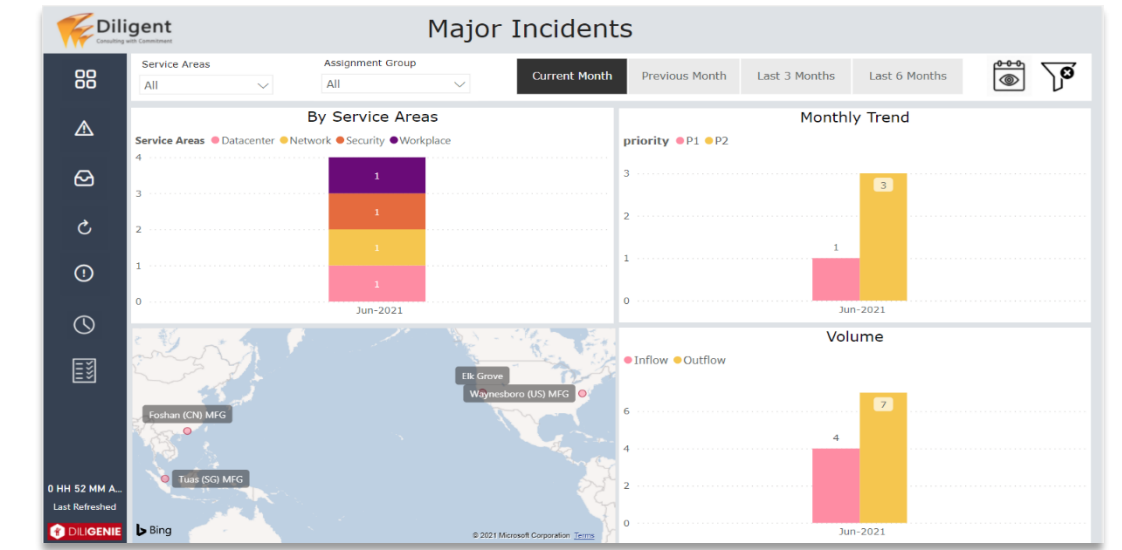 Diligent
Consulting with Commitment
Major Incidents
Service Areas
All
Assignment Group
All
Current Month
Previous Month
Last 3 Months
Last 6 Months
By Service Areas
Service Areas Datacenter Network Security Workplace
4
3
2
1
0
1
1
1
1
Jun-2021
Monthly Trend
priority P1 P2
3
2
1
0
1
3
Jun-2021
Elk Grove
Waynesboro (US) MFG
Foshan (CN) MFG
Tuas (SG) MFG
Bing
© 2021 Microsoft Corporation Terms
Volume
Inflow Outflow
6
4
2
0
4
7
Jun-2021
0 HH 52 MM A...
Last Refreshed
DILIGENIE